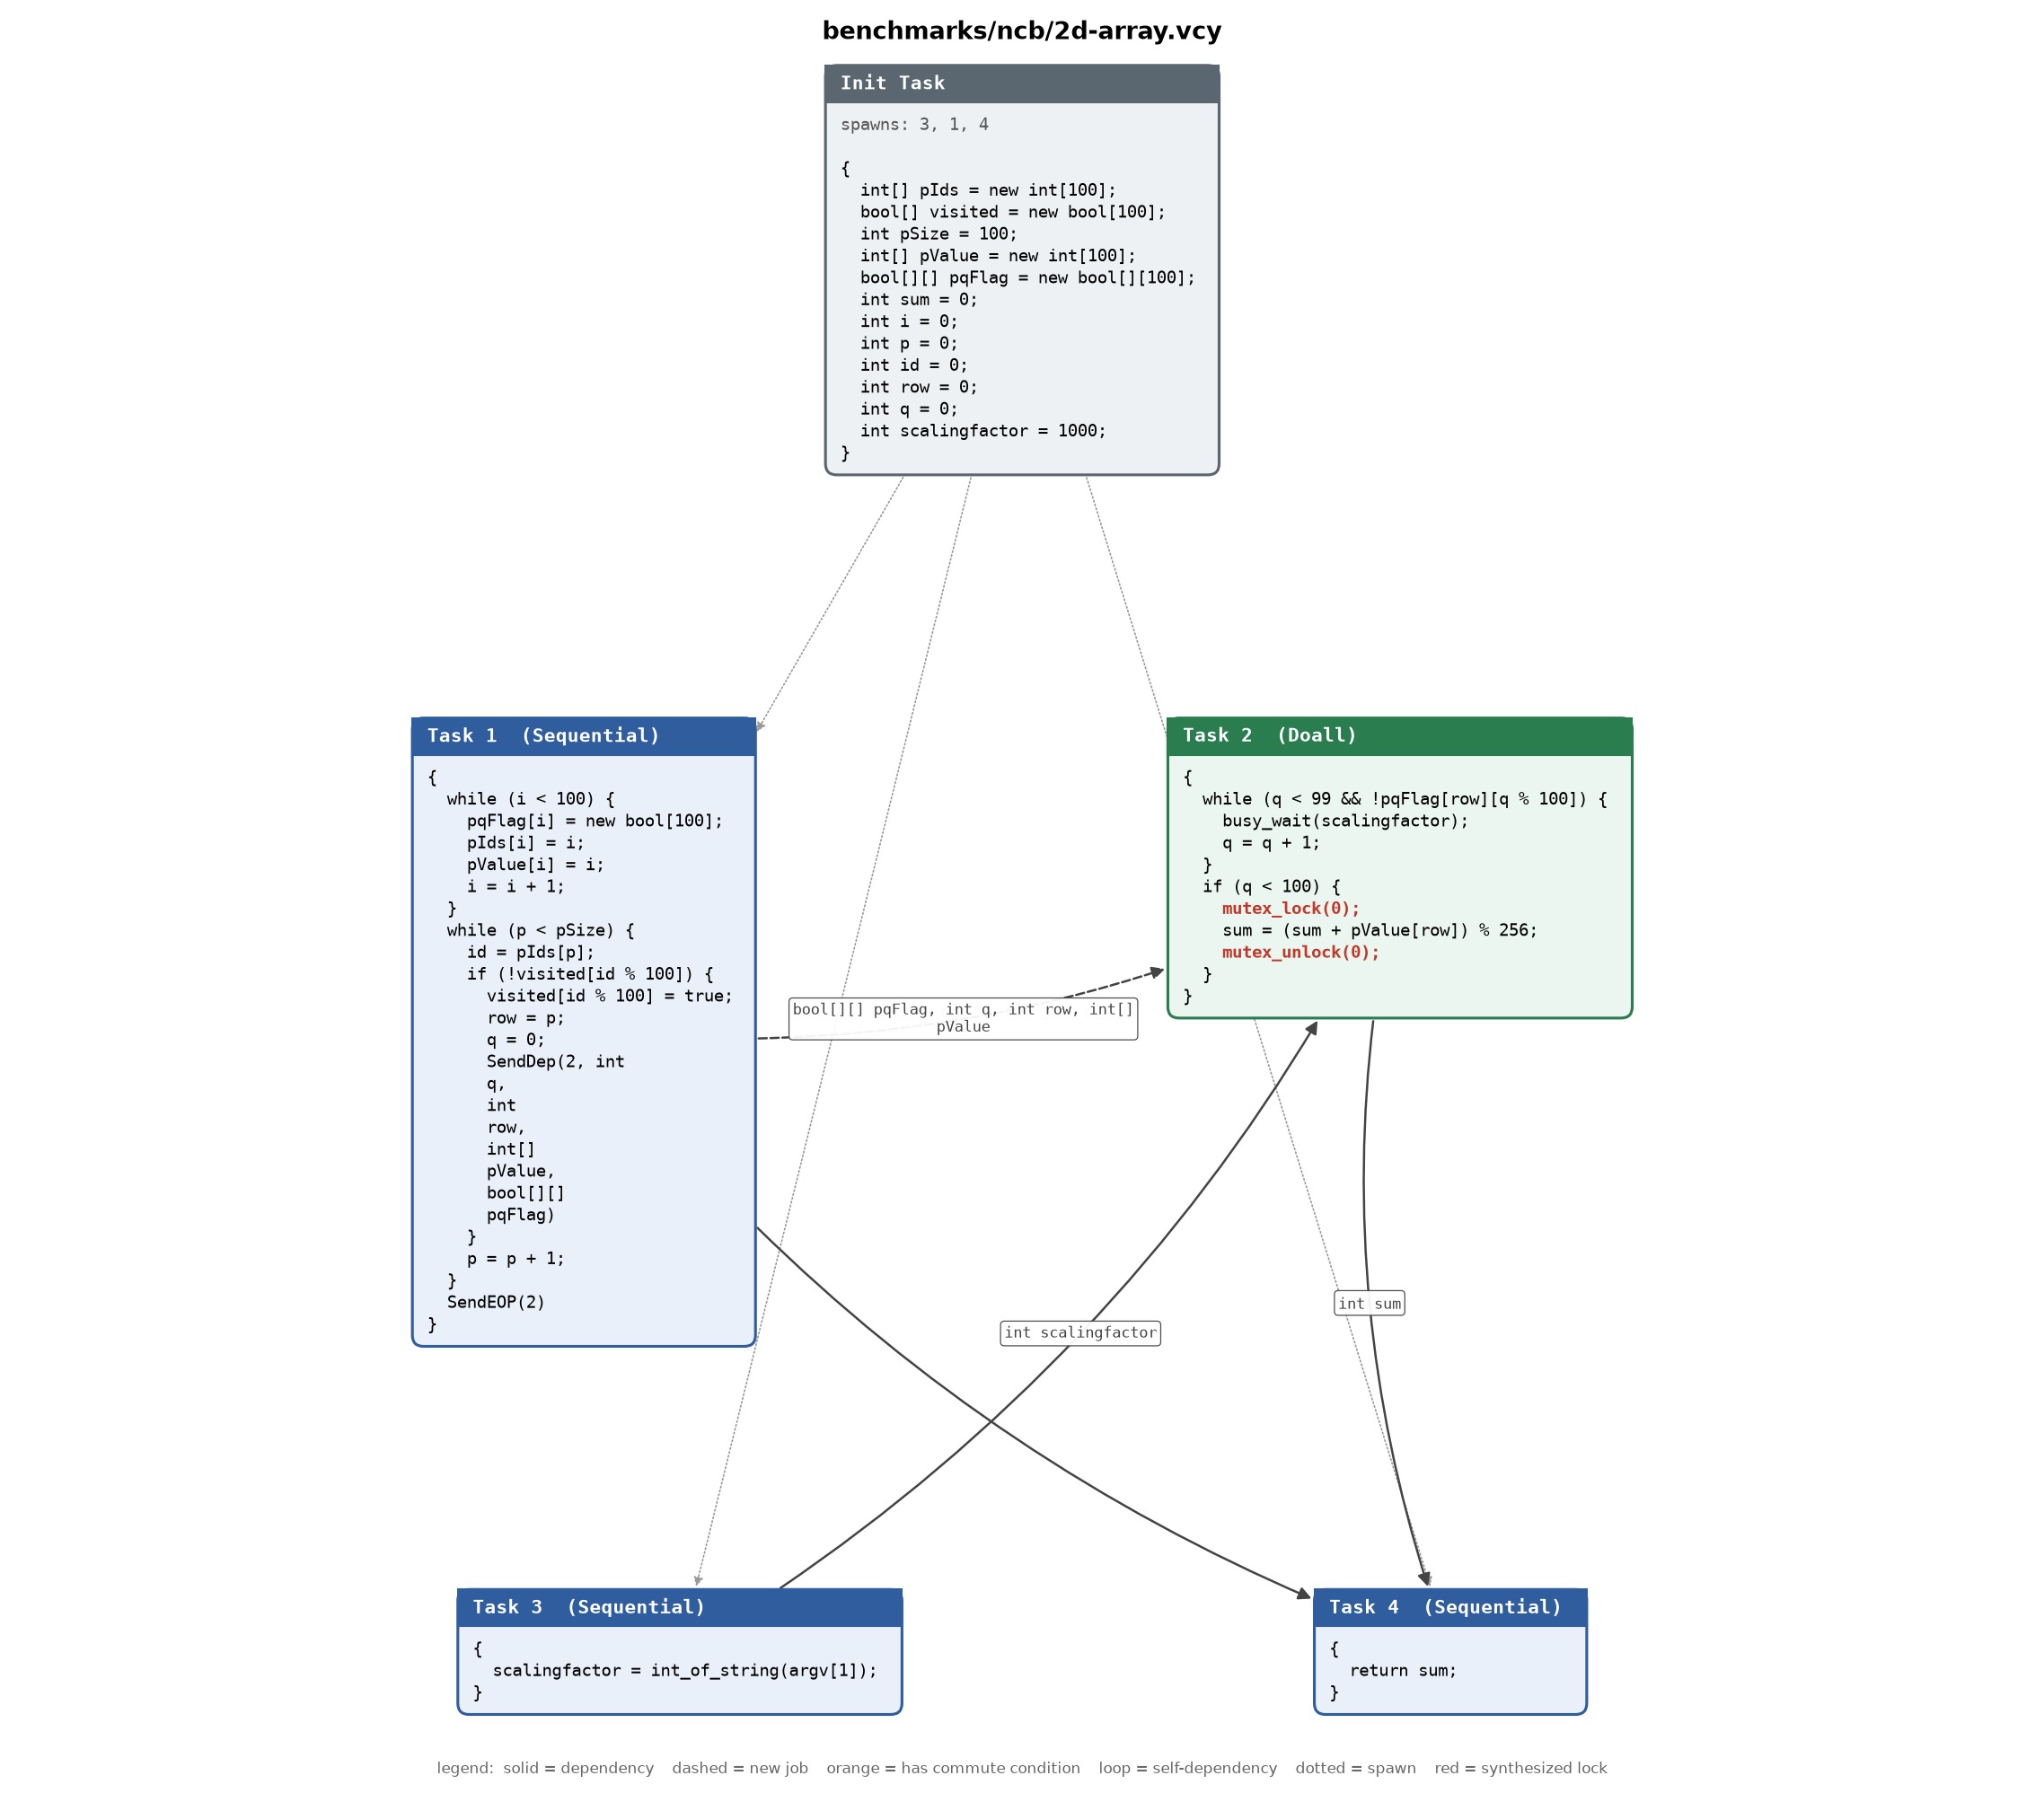 benchmarks/ncb/2d-array.vcy
Init Task
spawns: 3, 1, 4
{
  int[] pIds = new int[100];
  bool[] visited = new bool[100];
  int pSize = 100;
  int[] pValue = new int[100];
  bool[][] pqFlag = new bool[][100];
  int sum = 0;
  int i = 0;
  int p = 0;
  int id = 0;
  int row = 0;
  int q = 0;
  int scalingfactor = 1000;
}
Task 1  (Sequential)
{
  while (i < 100) {
    pqFlag[i] = new bool[100];
    pIds[i] = i;
    pValue[i] = i;
    i = i + 1;
  }
  while (p < pSize) {
    id = pIds[p];
    if (!visited[id % 100]) {
      visited[id % 100] = true;
      row = p;
      q = 0;
      SendDep(2, int
      q,
      int
      row,
      int[]
      pValue,
      bool[][]
      pqFlag)
    }
    p = p + 1;
  }
  SendEOP(2)
}
Task 2  (Doall)
{
  while (q < 99 && !pqFlag[row][q % 100]) {
    busy_wait(scalingfactor);
    q = q + 1;
  }
  if (q < 100) {
    mutex_lock(0);
    sum = (sum + pValue[row]) % 256;
    mutex_unlock(0);
  }
}
bool[][] pqFlag, int q, int row, int[]
pValue
int sum
int scalingfactor
Task 3  (Sequential)
{
  scalingfactor = int_of_string(argv[1]);
}
Task 4  (Sequential)
{
  return sum;
}
legend:  solid = dependency    dashed = new job    orange = has commute condition    loop = self-dependency    dotted = spawn    red = synthesized lock